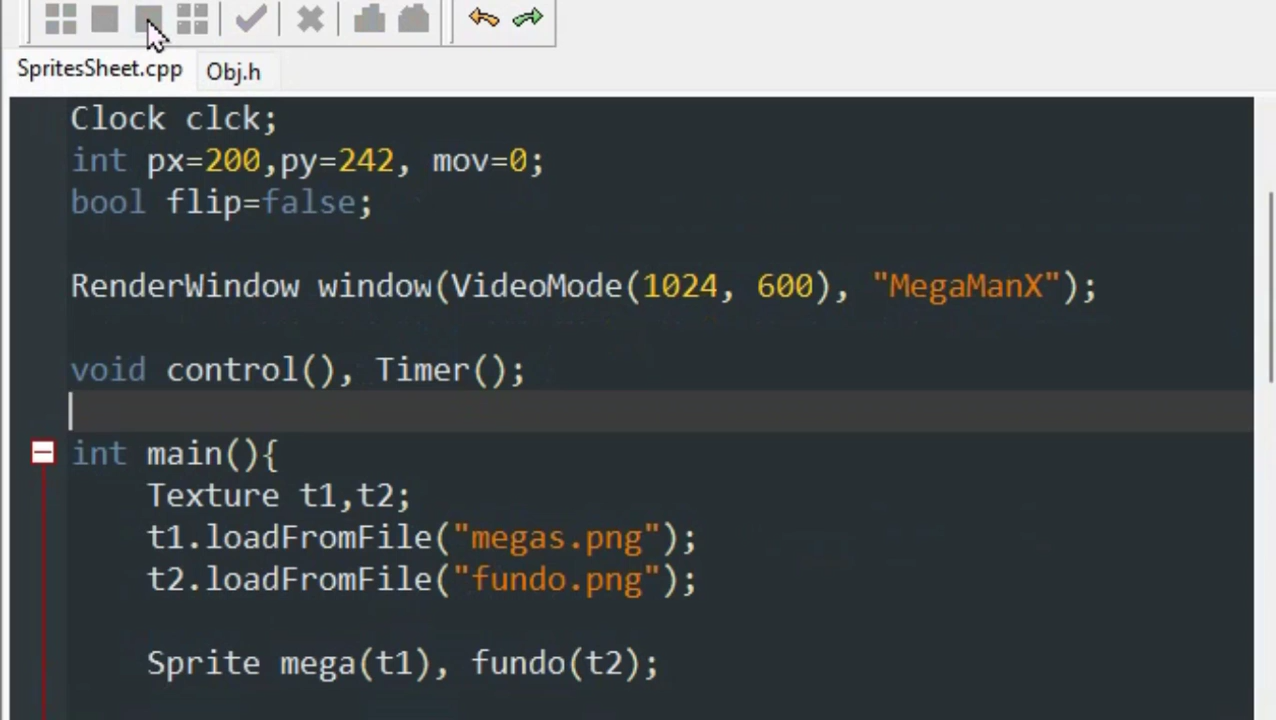 SpritesSheet.cpp Obj.h
Clock clck;
int px=200,py=242, mov=0;
bool flip=false;
RenderWindow window(VideoMode(1024, 600), "MegaManX");
void control(), Timer();
int main(){
Texture t1,t2;
t1.loadFromFile("megas.png");
t2.loadFromFile("fundo.png");
Sprite mega(t1), fundo(t2);